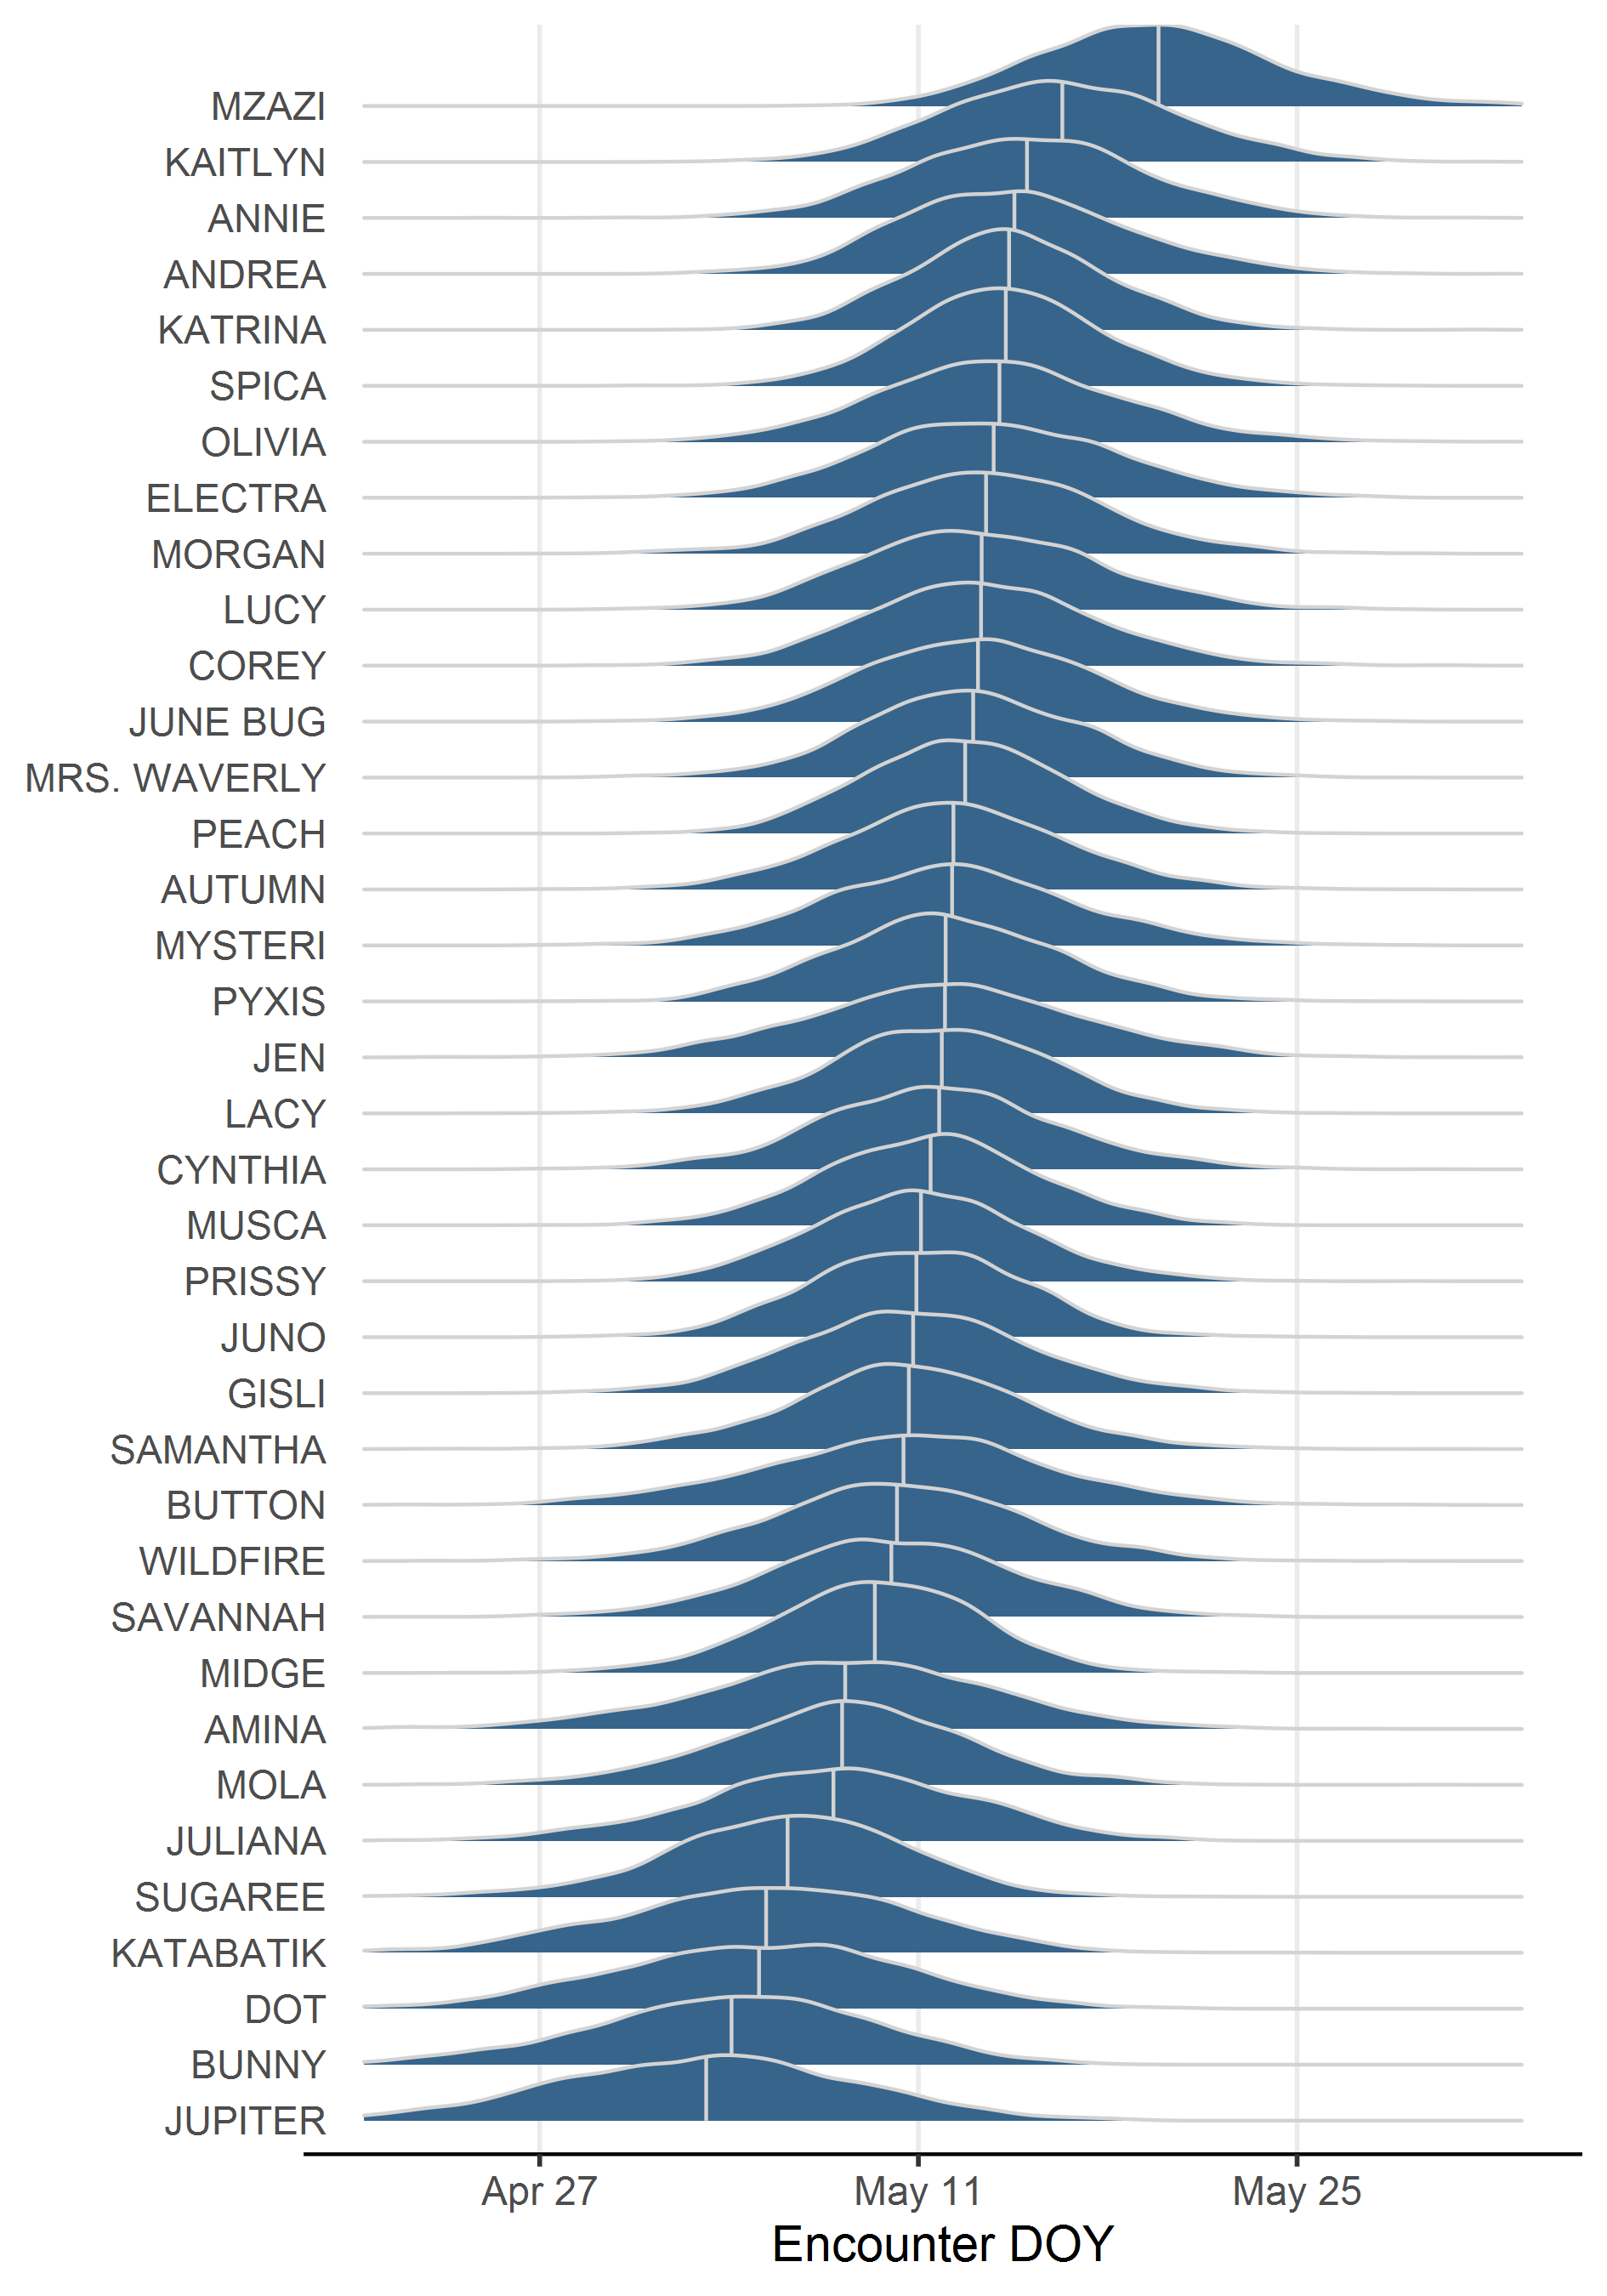 MZAZI
KAITLYN
ANNIE
ANDREA
KATRINA
SPICA
OLIVIA
ELECTRA
MORGAN
LUCY
COREY
JUNE BUG
MRS. WAVERLY
PEACH
AUTUMN
MYSTERI
PYXIS
JEN
LACY
CYNTHIA
MUSCA
PRISSY
JUNO
GISLI
SAMANTHA
BUTTON
WILDFIRE
SAVANNAH
MIDGE
AMINA
MOLA
JULIANA
SUGAREE
KATABATIK
DOT
BUNNY
JUPITER
Apr 27 May 11 May 25
Encounter DOY